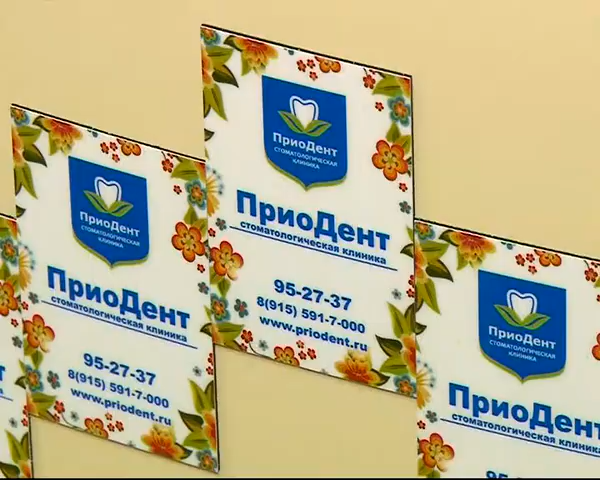 ПриоДент
СТОМАТОЛОГИЧЕСКАЯ
КЛИНИКА
ПриоДент
стоматологическая клиника
95-27-37
8(915) 591-7-000
www.priodent.ru
ПриоДент
СТОМАТОЛОГИЧЕСКАЯ
КЛИНИКА
ПриоДент
стоматологическая клиника
95-27-37
8(915) 591-7-000
www.priodent.ru
ПриоДент
СТОМАТОЛОГИЧЕСКАЯ
КЛИНИКА
ПриоДент
стоматологическая клиника